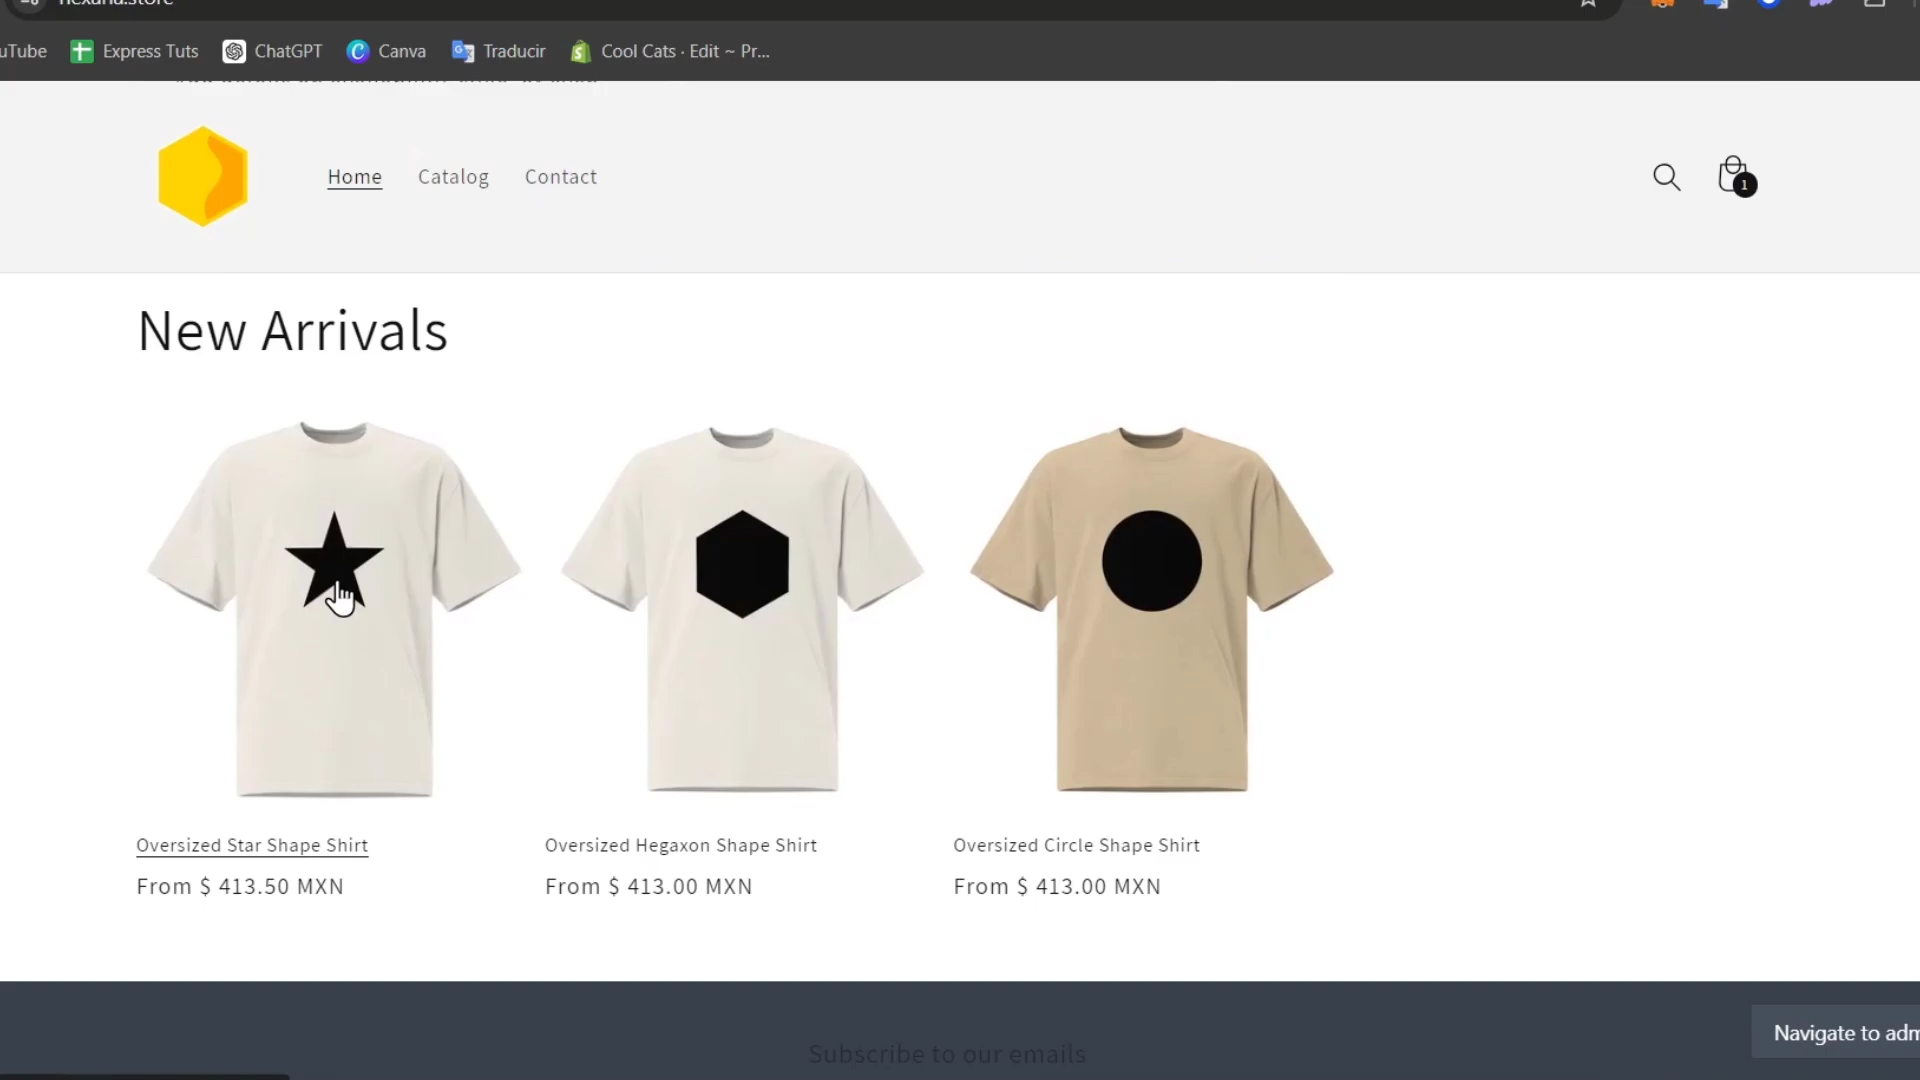 uTube
Express Tuts
ChatGPT
Canva
Traducir
Cool Cats · Edit ~ Pr...
Home
Catalog
Contact
1
New Arrivals
Oversized Star Shape Shirt
Oversized Hegaxon Shape Shirt
Oversized Circle Shape Shirt
From $ 413.50 MXN
From $ 413.00 MXN
From $ 413.00 MXN
Subscribe to our emails
Navigate to adm